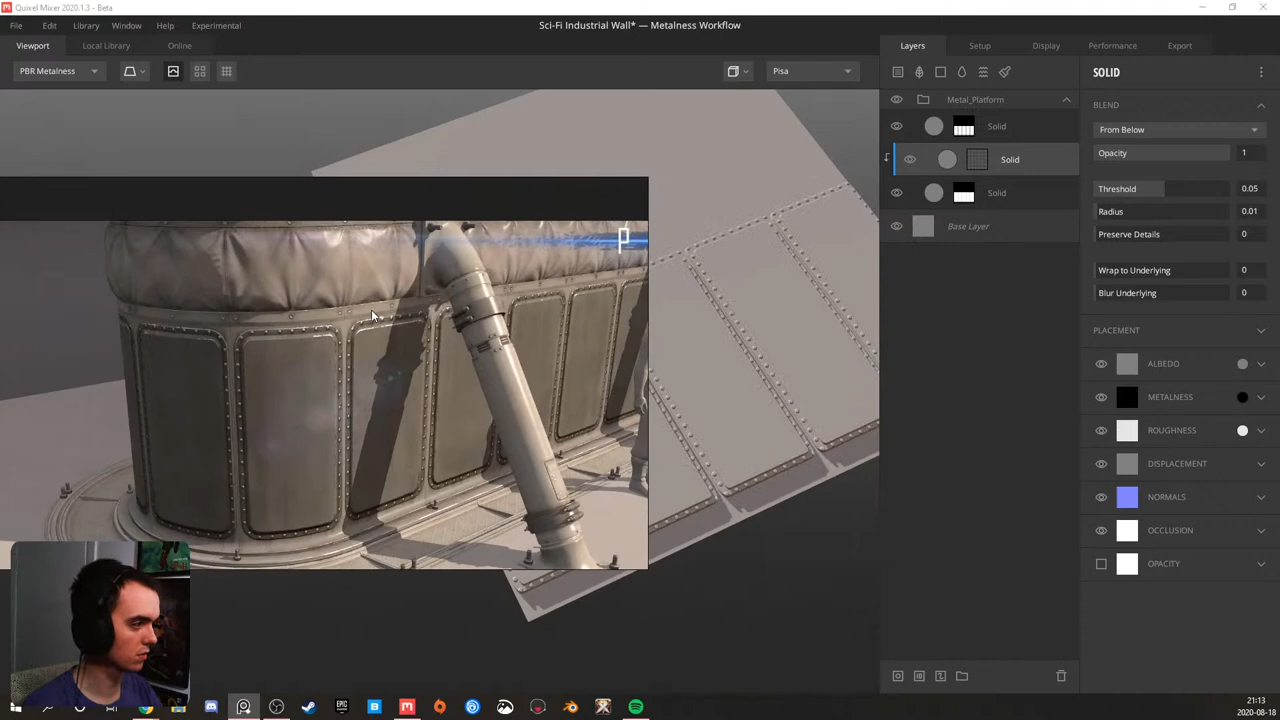 Quixel Mixer 2020.1.3 - Beta
File Edit Library Window Help Experimental
Sci-Fi Industrial Wall* — Metalness Workflow
Viewport Local Library Online
Layers Setup Display Performance Export
PBR Metalness
Pisa
SOLID
Metal_Platform
BLEND
Solid
From Below
Opacity 1
Solid
Threshold 0.05
Solid
Radius 0.01
Base Layer
Preserve Details 0
Wrap to Underlying 0
Blur Underlying 0
PLACEMENT
ALBEDO
METALNESS
ROUGHNESS
DISPLACEMENT
NORMALS
OCCLUSION
OPACITY
P
EPIC
21:13
2020-08-18